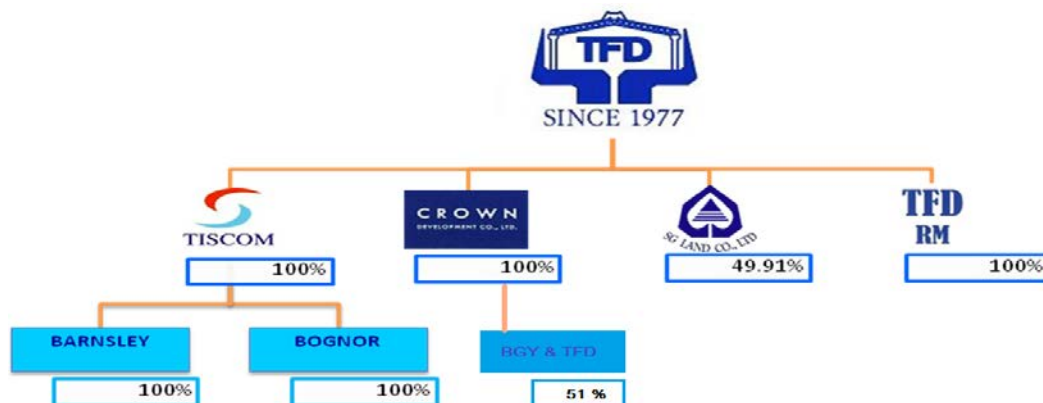 TFD
SINCE 1977
TISCOM
100%
CROWN
DEVELOPMENT CO., LTD.
100%
SG LAND CO., LTD
49.91%
TFD
RM
100%
BARNSLEY
100%
BOGNOR
100%
BGY & TFD
51 %